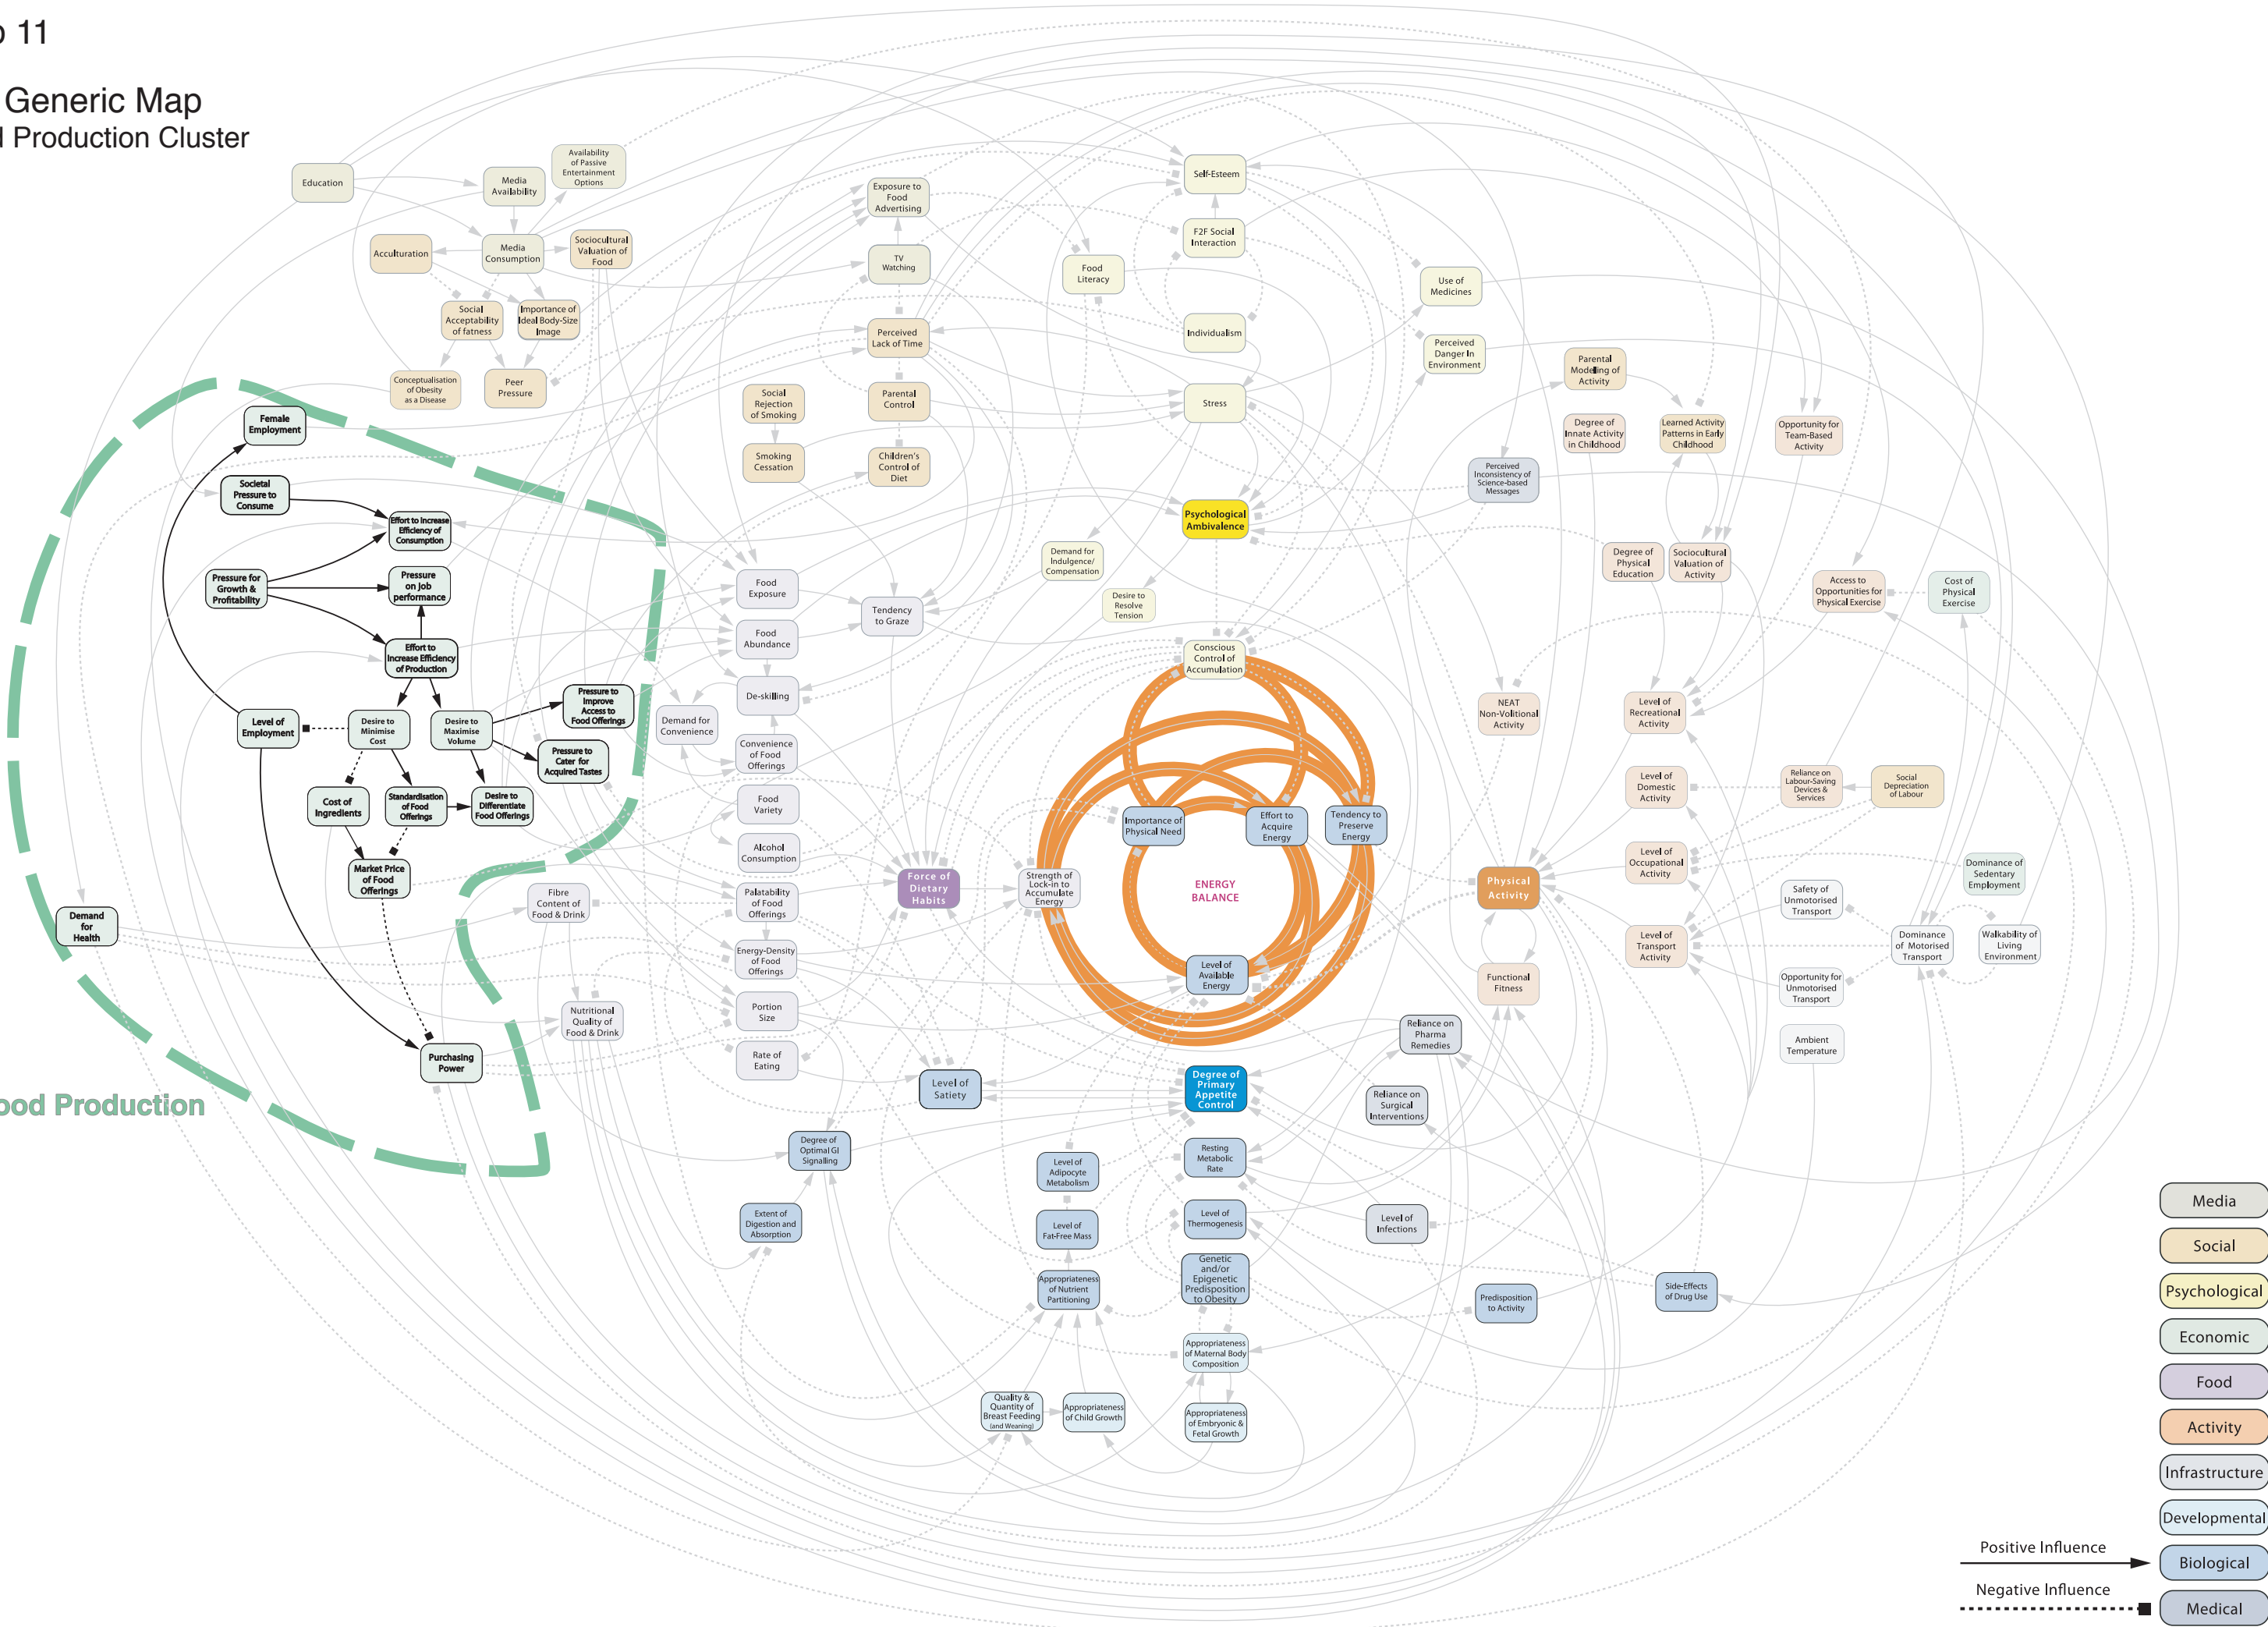 11
Generic Map
Production Cluster
Education
Media
Availability
Availability
of Passive
Entertainment
Options
Acculturation
Media
Consumption
Sociocultural
Valuation of
Food
Social
Acceptability
of fatness
Importance of
Ideal Body-Size
Image
Conceptualisation
of Obesity
as a Disease
Peer
Pressure
Exposure to
Food
Advertising
TV
Watching
Perceived
Lack of Time
Parental
Control
Children's
Control of
Diet
Social
Rejection
of Smoking
Smoking
Cessation
Self-Esteem
F2F Social
Interaction
Food
Literacy
Individualism
Stress
Use of
Medicines
Perceived
Danger In
Environment
Parental
Modelling of
Activity
Degree of
Innate Activity
in Childhood
Learned Activity
Patterns in Early
Childhood
Opportunity for
Team-Based
Activity
Perceived
Inconsistency of
Science-based
Messages
Psychological
Ambivalence
Demand for
Indulgence/
Compensation
Desire to
Resolve
Tension
Conscious
Control of
Accumulation
Degree of
Physical
Education
Sociocultural
Valuation of
Activity
Access to
Opportunities for
Physical Exercise
Cost of
Physical
Exercise
Female
Employment
Societal
Pressure to
Consume
Effort to Increase
Efficiency of
Consumption
Pressure for
Growth &
Profitability
Pressure
on Job
performance
Effort to
Increase Efficiency
of Production
Level of
Employment
Desire to
Minimise
Cost
Desire to
Maximise
Volume
Pressure to
Improve
Access to
Food Offerings
Pressure to
Cater for
Acquired Tastes
Cost of
Ingredients
Standardisation
of Food
Offerings
Desire to
Differentiate
Food Offerings
Market Price
of Food
Offerings
Demand
for
Health
Purchasing
Power
ood Production
Food
Exposure
Food
Abundance
Tendency
to Graze
De-skilling
Demand for
Convenience
Convenience
of Food
Offerings
Food
Variety
Alcohol
Consumption
Fibre
Content of
Food & Drink
Palatability
of Food
Offerings
Energy-Density
of Food
Offerings
Nutritional
Quality of
Food & Drink
Portion
Size
Rate of
Eating
Force of
Dietary
Habits
Strength of
Lock-in to
Accumulate
Energy
Importance of
Physical Need
Effort to
Acquire
Energy
Tendency to
Preserve
Energy
ENERGY
BALANCE
Level of
Available
Energy
NEAT
Non-Volitional
Activity
Level of
Recreational
Activity
Level of
Domestic
Activity
Reliance on
Labour-Saving
Devices &
Services
Social
Depreciation
of Labour
Level of
Occupational
Activity
Dominance of
Sedentary
Employment
Physical
Activity
Safety of
Unmotorised
Transport
Level of
Transport
Activity
Dominance
of Motorised
Transport
Walkability of
Living
Environment
Opportunity for
Unmotorised
Transport
Ambient
Temperature
Functional
Fitness
Reliance on
Pharma
Remedies
Reliance on
Surgical
Interventions
Level of
Satiety
Degree of
Primary
Appetite
Control
Degree of
Optimal GI
Signalling
Extent of
Digestion and
Absorption
Level of
Adipocyte
Metabolism
Level of
Fat-Free Mass
Appropriateness
of Nutrient
Partitioning
Resting
Metabolic
Rate
Level of
Thermogenesis
Genetic
and/or
Epigenetic
Predisposition
to Obesity
Level of
Infections
Predisposition
to Activity
Side-Effects
of Drug Use
Appropriateness
of Maternal Body
Composition
Quality &
Quantity of
Breast Feeding
(and Weaning)
Appropriateness
of Child Growth
Appropriateness
of Embryonic &
Fetal Growth
Media
Social
Psychological
Economic
Food
Activity
Infrastructure
Developmental
Biological
Medical
Positive Influence
Negative Influence